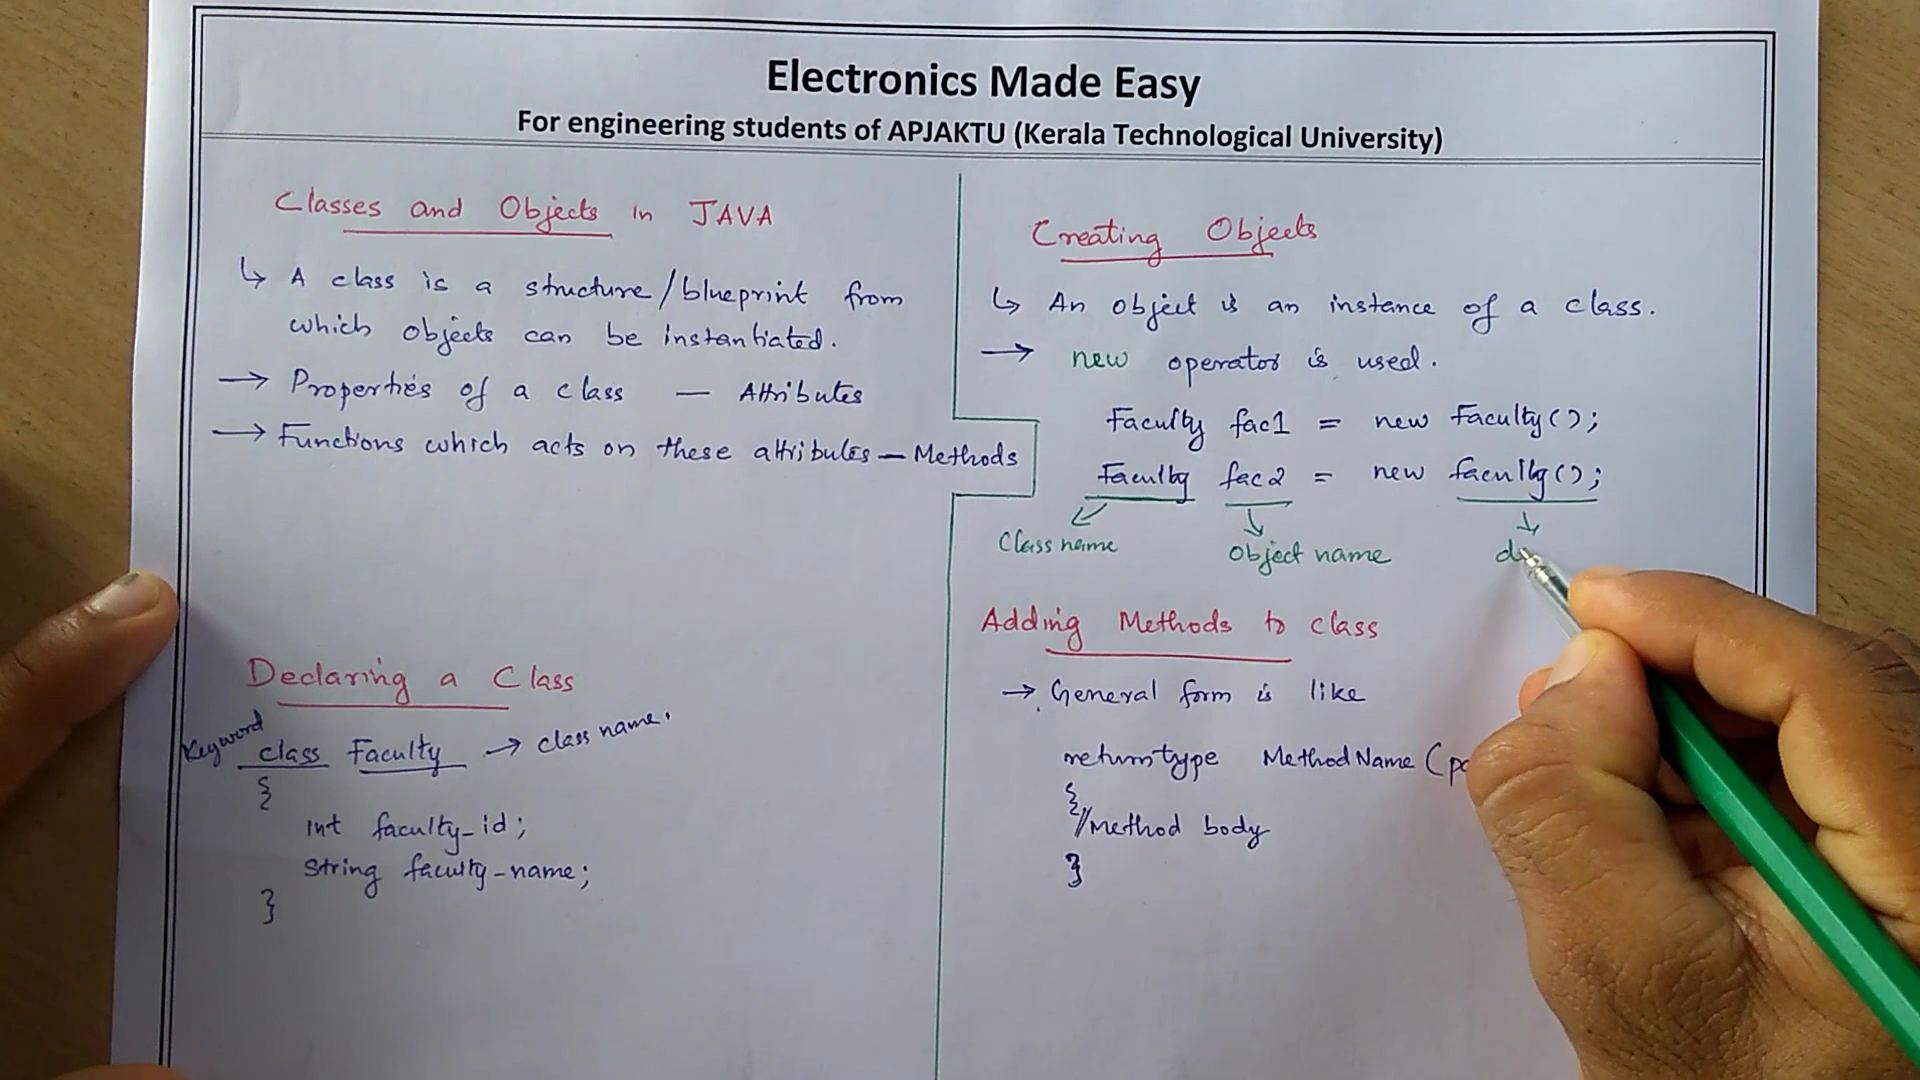 Electronics Made Easy
For engineering students of APJAKTU (Kerala Technological University)
Classes and Objects in JAVA
↳ A class is a structure/blueprint from
which objects can be instantiated.
→ Properties of a class — Attributes
→ Functions which acts on these attributes — Methods
Declaring a Class
Keyword class Faculty → class name.
{
int faculty_id;
String faculty-name;
}
Creating Objects
↳ An object is an instance of a class.
→ new operator is used.
Faculty fac1 = new Faculty();
Faculty fac2 = new faculty();
Class name
Object name
Adding Methods to class
→ General form is like
returntype MethodName (
{
//Method body
}